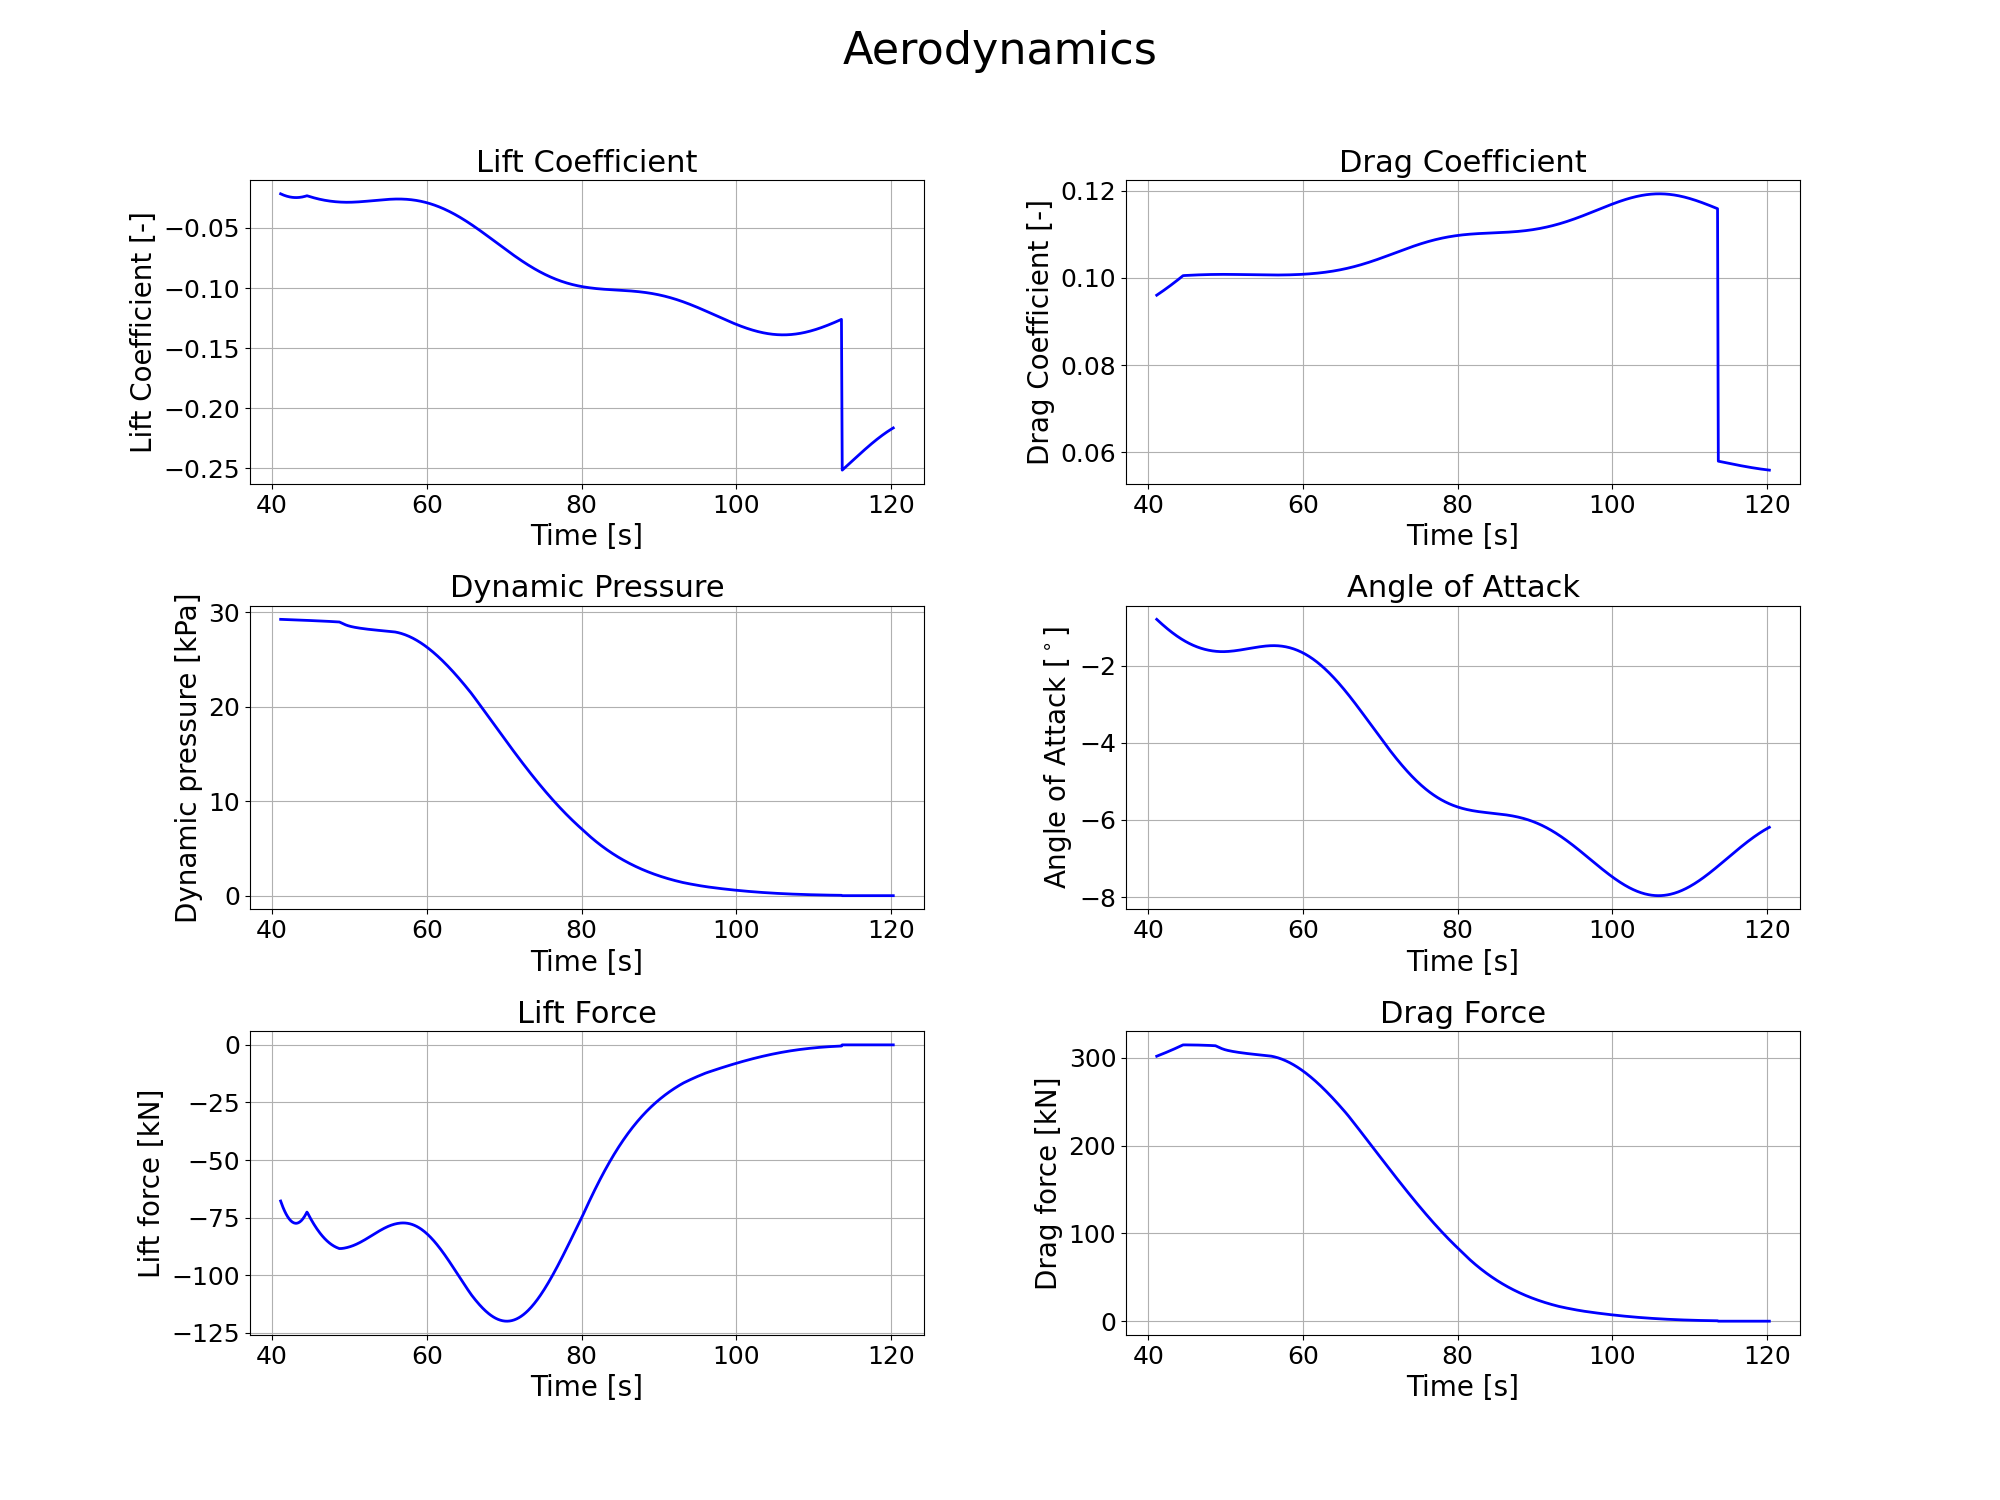 Aerodynamics
Lift Coefficient
Lift Coefficient [-]
−0.05
−0.10
−0.15
−0.20
−0.25
40 60 80 100 120
Time [s]
Drag Coefficient
Drag Coefficient [-]
0.12
0.10
0.08
0.06
40 60 80 100 120
Time [s]
Dynamic Pressure
Dynamic pressure [kPa]
30
20
10
0
40 60 80 100 120
Time [s]
Angle of Attack
Angle of Attack [°]
−2
−4
−6
−8
40 60 80 100 120
Time [s]
Lift Force
Lift force [kN]
0
−25
−50
−75
−100
−125
40 60 80 100 120
Time [s]
Drag Force
Drag force [kN]
300
200
100
0
40 60 80 100 120
Time [s]